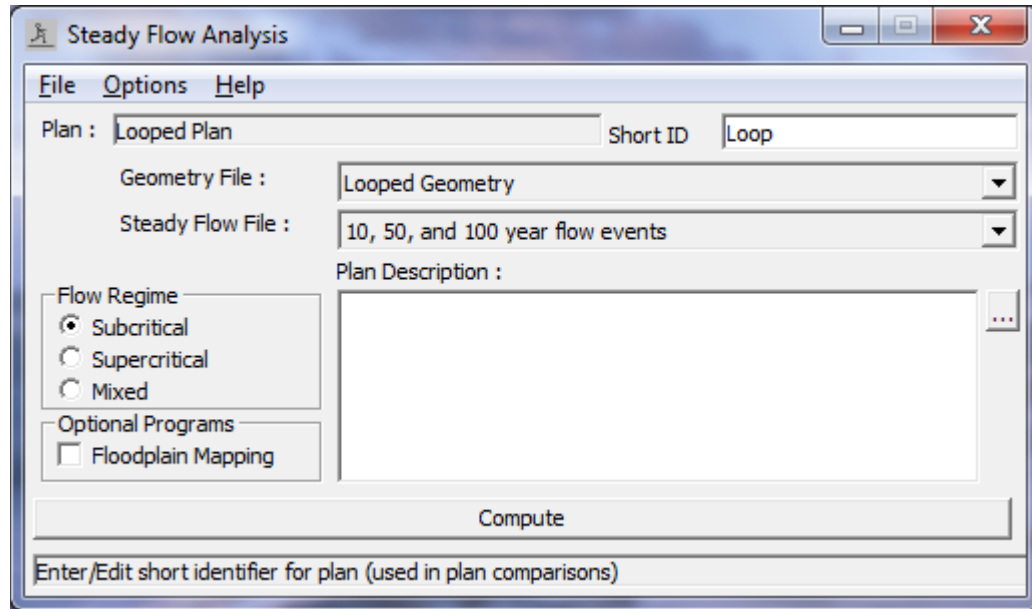 Steady Flow Analysis
File Options Help
Plan : Looped Plan Short ID Loop
Geometry File : Looped Geometry
Steady Flow File : 10, 50, and 100 year flow events
Plan Description :
Flow Regime
Subcritical
Supercritical
Mixed
Optional Programs
Floodplain Mapping
...
Compute
Enter/Edit short identifier for plan (used in plan comparisons)